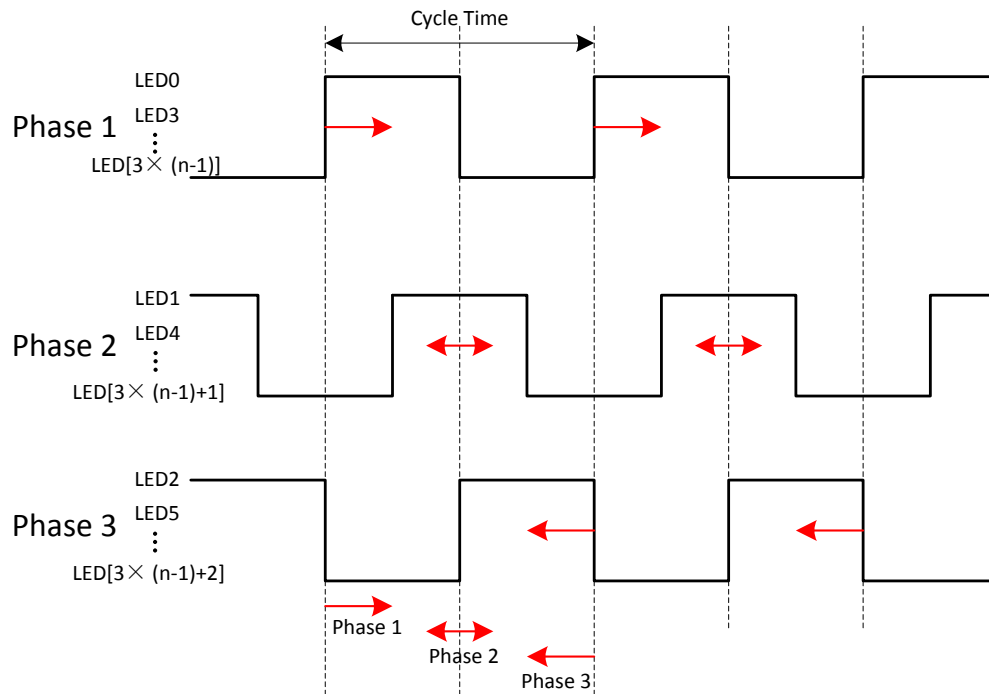 Cycle Time
Phase 1
LED0
LED3
⋮
LED[3× (n-1)]
Phase 2
LED1
LED4
⋮
LED[3× (n-1)+1]
Phase 3
LED2
LED5
⋮
LED[3× (n-1)+2]
Phase 1
Phase 2
Phase 3